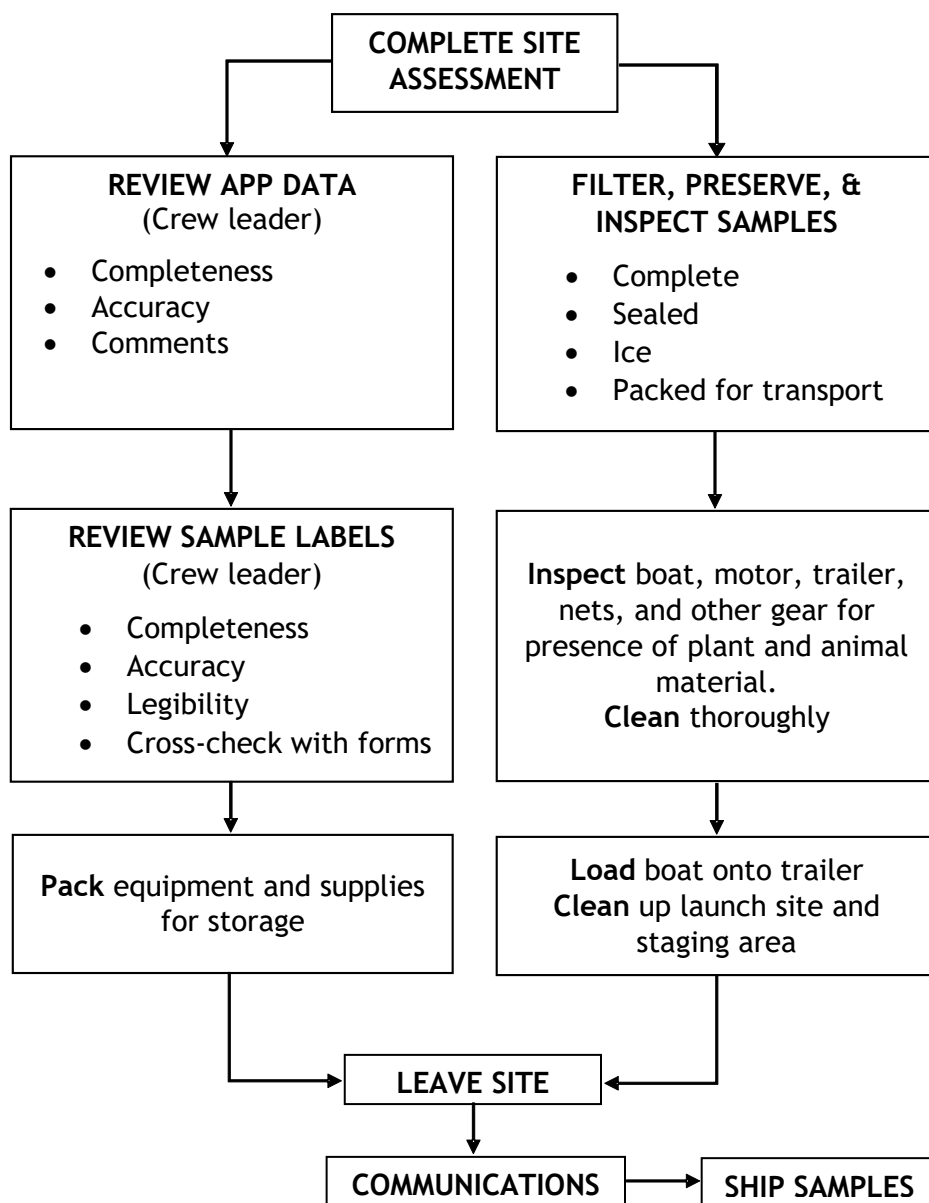 COMPLETE SITE
ASSESSMENT
REVIEW APP DATA
(Crew leader)
• Completeness
• Accuracy
• Comments
FILTER, PRESERVE, &
INSPECT SAMPLES
• Complete
• Sealed
• Ice
• Packed for transport
REVIEW SAMPLE LABELS
(Crew leader)
• Completeness
• Accuracy
• Legibility
• Cross-check with forms
Inspect boat, motor, trailer,
nets, and other gear for
presence of plant and animal
material.
Clean thoroughly
Pack equipment and supplies
for storage
Load boat onto trailer
Clean up launch site and
staging area
LEAVE SITE
COMMUNICATIONS
SHIP SAMPLES